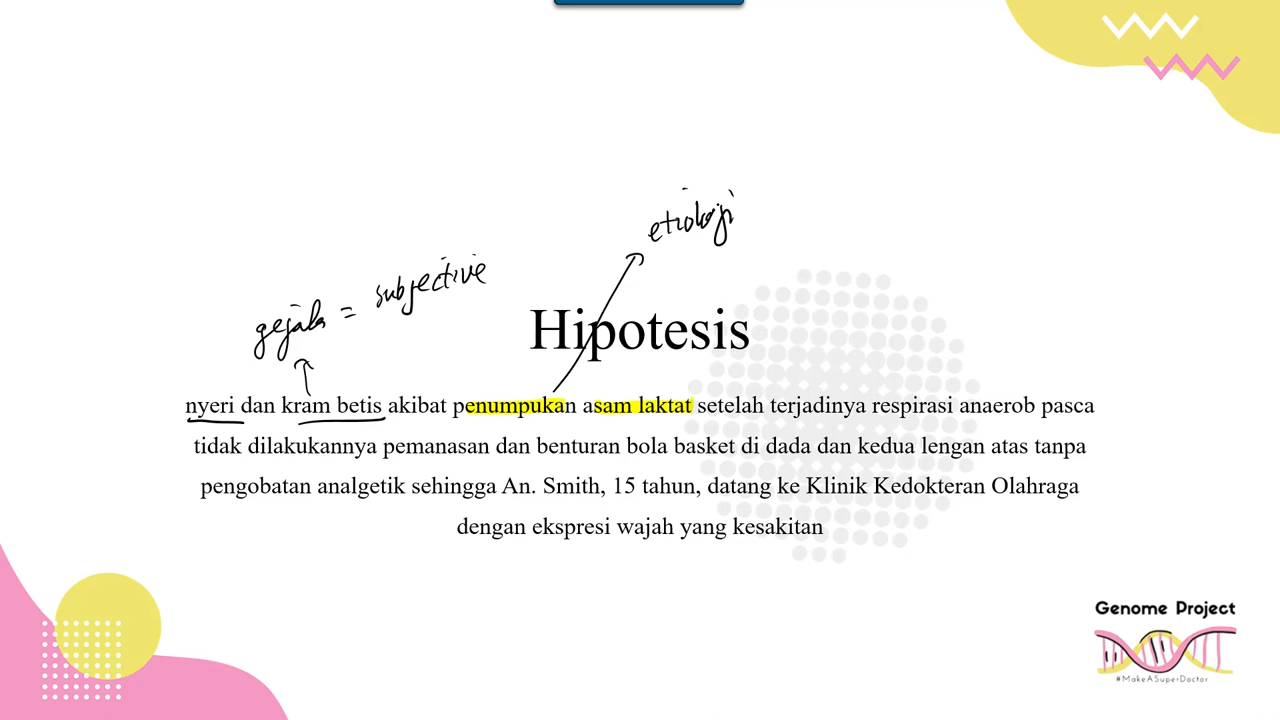 etiologi
gejala = subjective
Hipotesis
nyeri dan kram betis akibat penumpukan asam laktat setelah terjadinya respirasi anaerob pasca
tidak dilakukannya pemanasan dan benturan bola basket di dada dan kedua lengan atas tanpa
pengobatan analgetik sehingga An. Smith, 15 tahun, datang ke Klinik Kedokteran Olahraga
dengan ekspresi wajah yang kesakitan
Genome Project
#MakeASuperDoctor